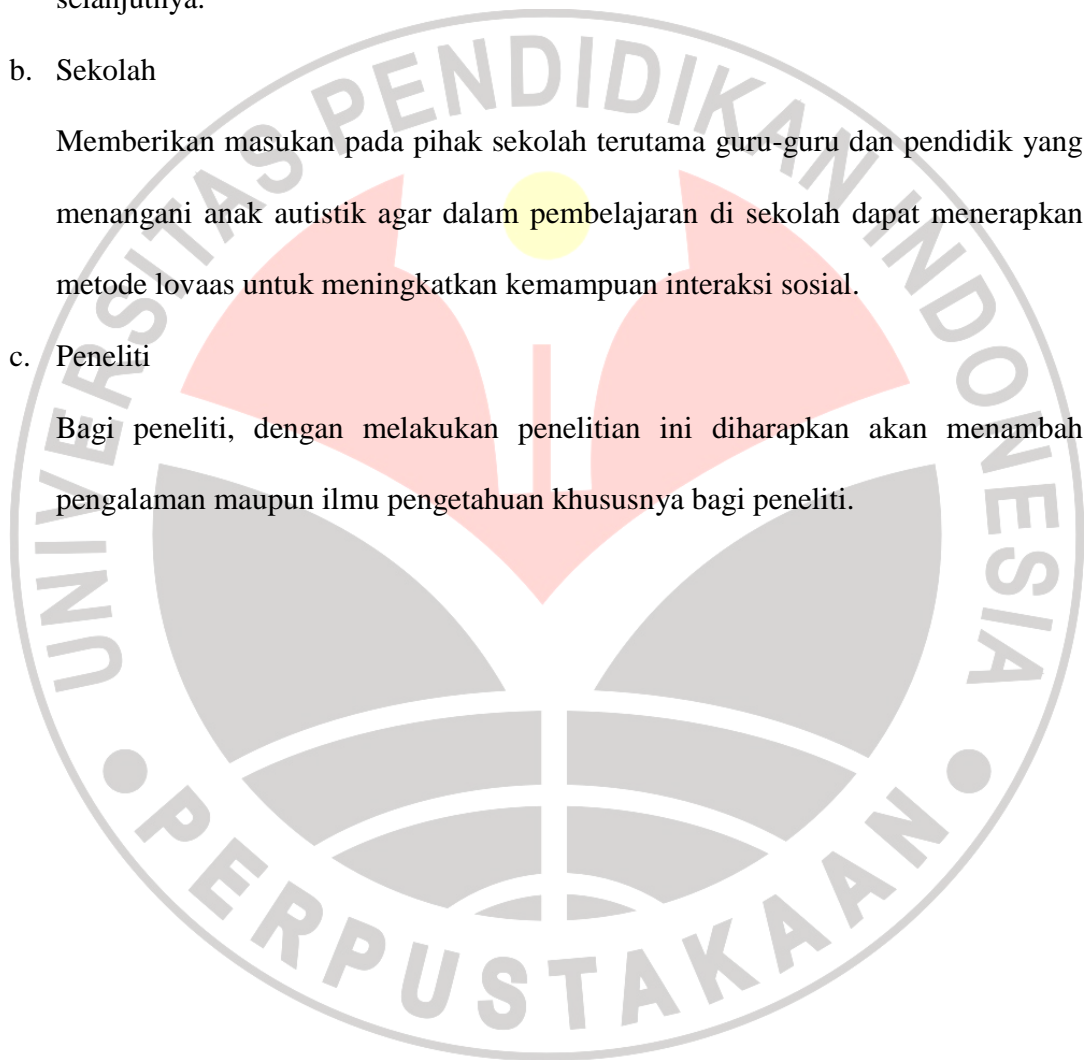 selanjutnya.
b. Sekolah
Memberikan masukan pada pihak sekolah terutama guru-guru dan pendidik yang
menangani anak autistik agar dalam pembelajaran di sekolah dapat menerapkan
metode lovaas untuk meningkatkan kemampuan interaksi sosial.
c. Peneliti
Bagi peneliti, dengan melakukan penelitian ini diharapkan akan menambah
pengalaman maupun ilmu pengetahuan khususnya bagi peneliti.
UNIVERSITAS PENDIDIKAN INDONESIA
PERPUSTAKAAN